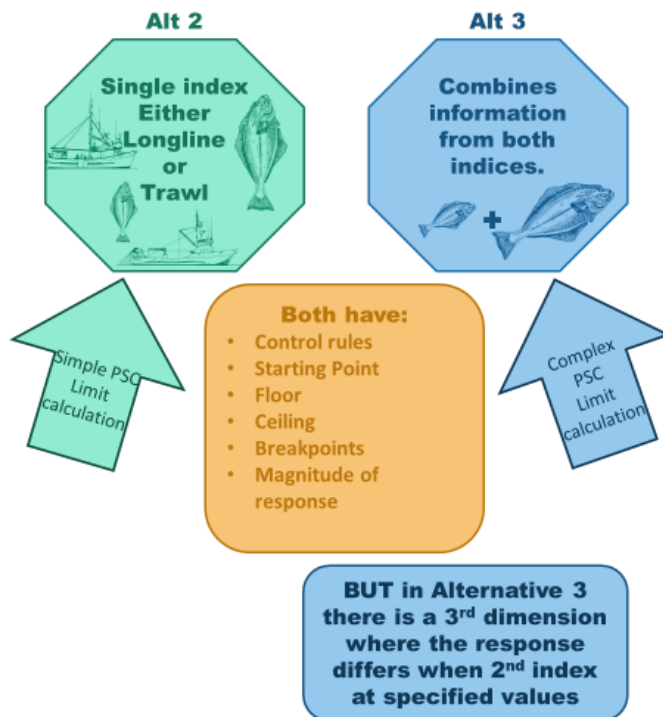 Alt 2
Single index
Either
Longline
or
Trawl
Alt 3
Combines
information
from both
indices.
+
Simple PSC
Limit
calculation
Both have:
• Control rules
• Starting Point
• Floor
• Ceiling
• Breakpoints
• Magnitude of
response
Complex
PSC
Limit
calculation
BUT in Alternative 3
there is a 3rd dimension
where the response
differs when 2nd index
at specified values